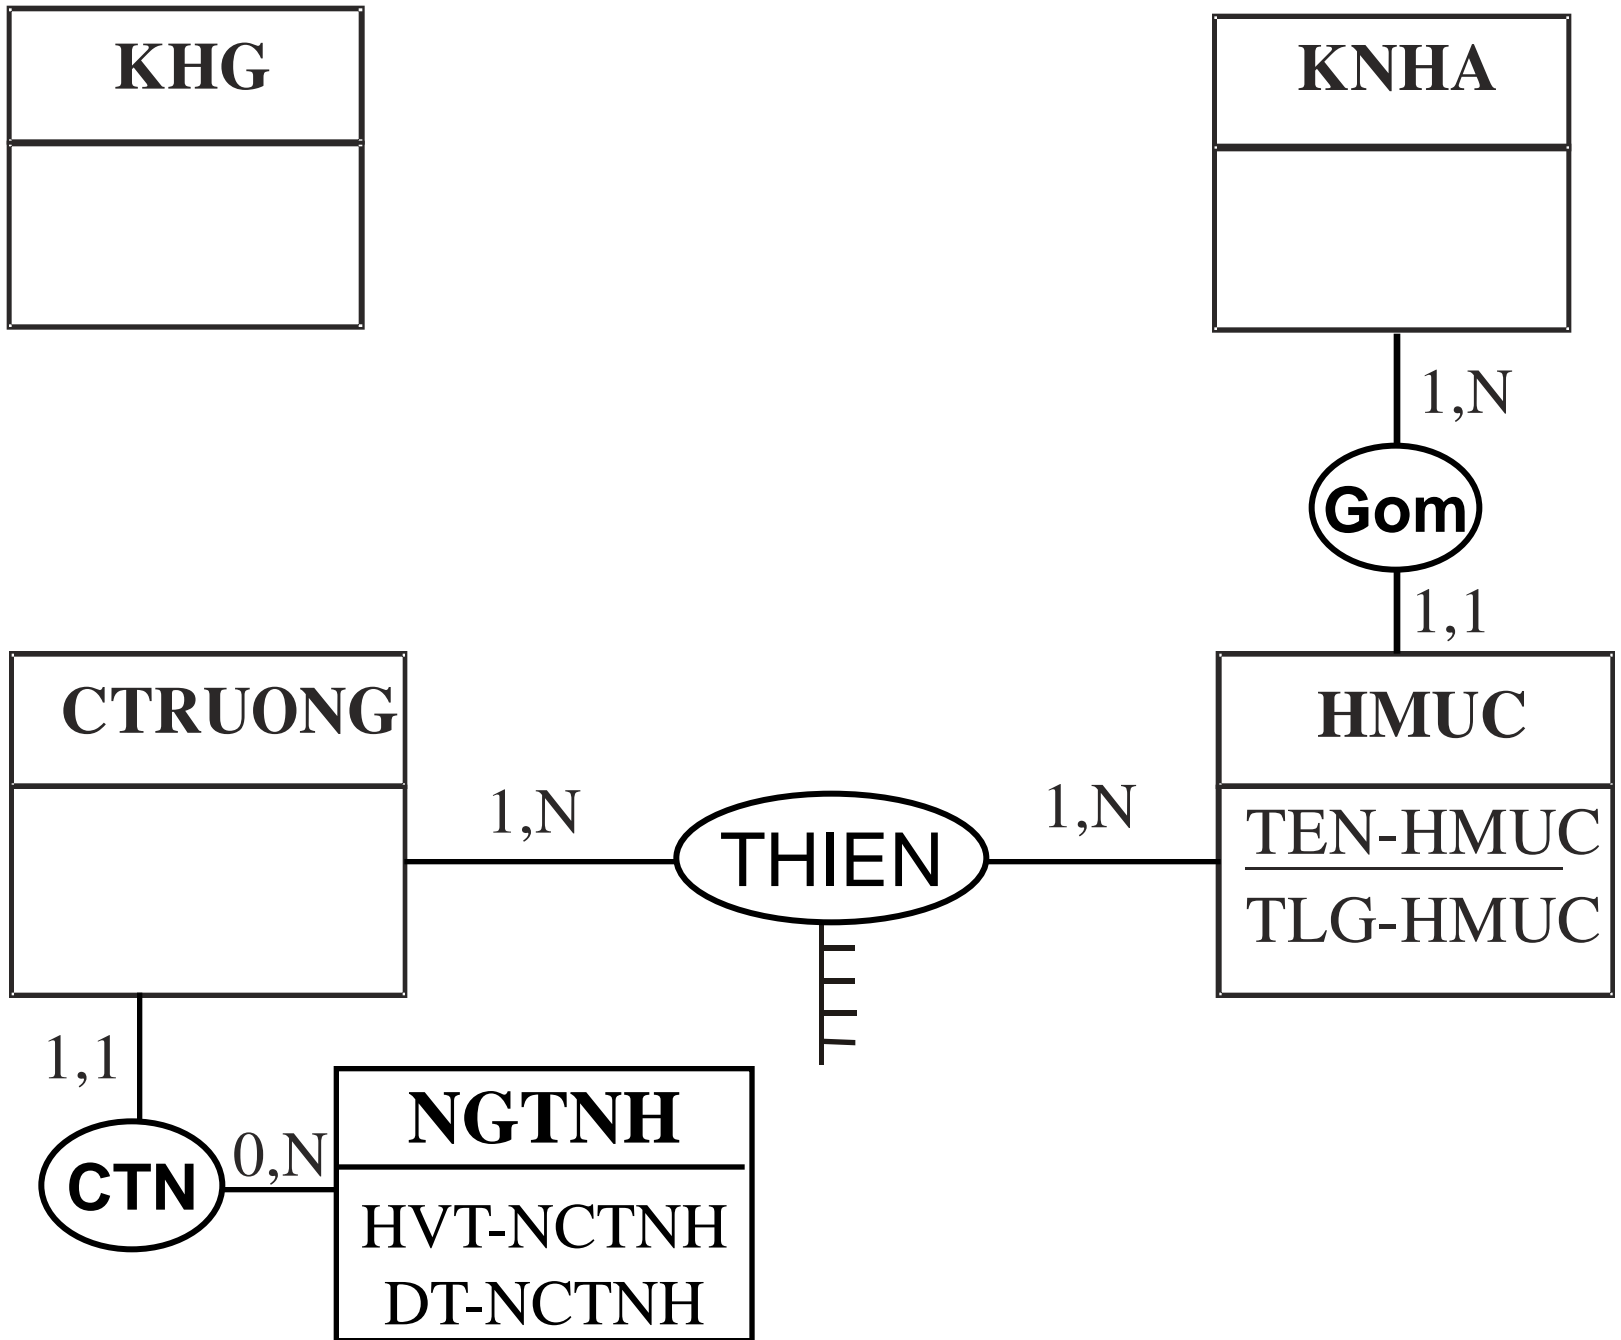 KHG
KNHA
1,N
Gom
1,1
CTRUONG
HMUC
1,N
THIEN
1,N
TEN-HMUC
TLG-HMUC
1,1
CTN
0,N
NGTNH
HVT-NCTNH
DT-NCTNH